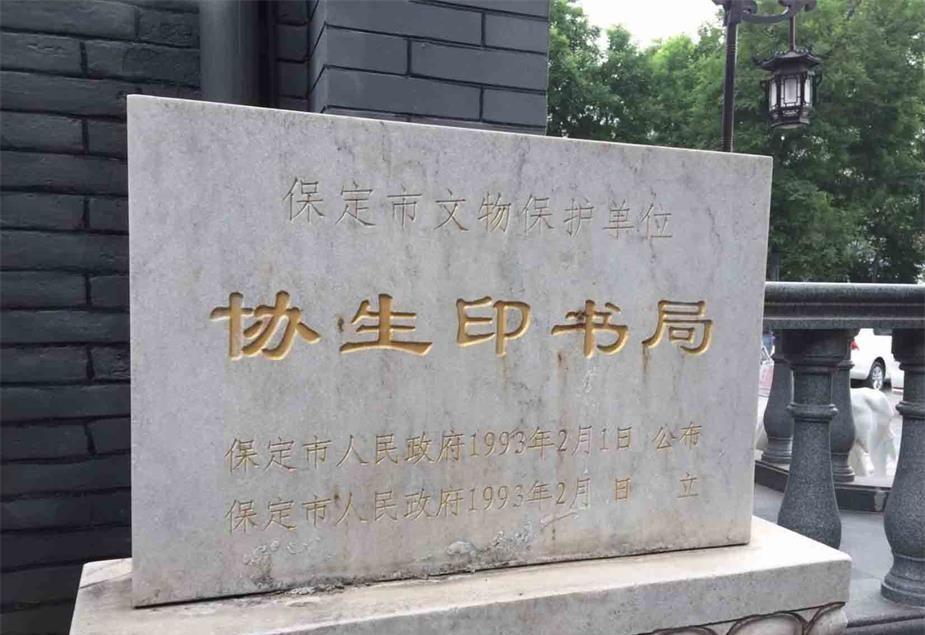 保定市文物保护单位
协生印书局
保定市人民政府1993年2月1日 公布
保定市人民政府1993年2月 日 立